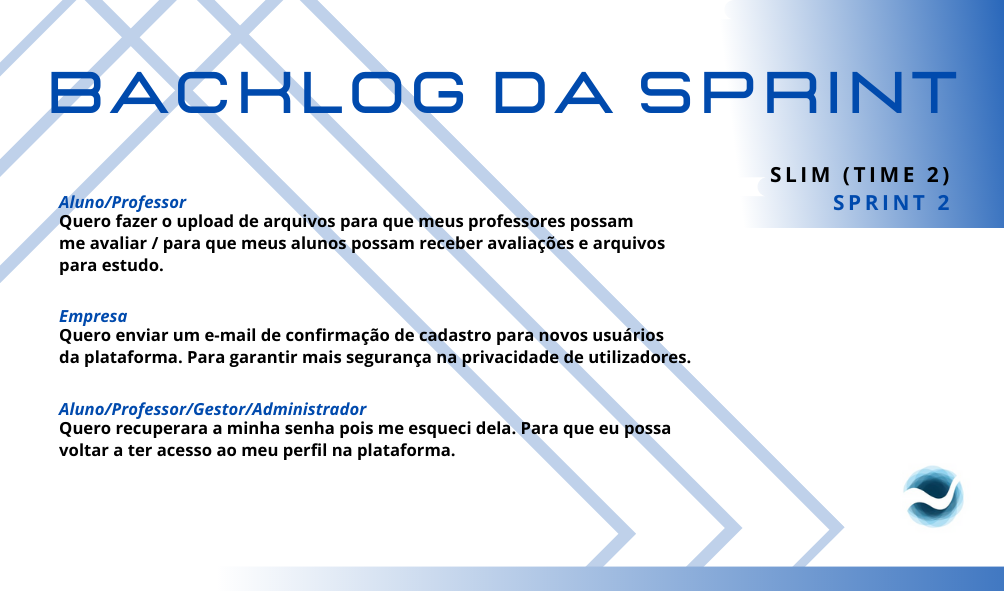 BACKLOG DA SPRINT
SLIM (TIME 2)
SPRINT 2
Aluno/Professor
Quero fazer o upload de arquivos para que meus professores possam
me avaliar / para que meus alunos possam receber avaliações e arquivos
para estudo.
Empresa
Quero enviar um e-mail de confirmação de cadastro para novos usuários
da plataforma. Para garantir mais segurança na privacidade de utilizadores.
Aluno/Professor/Gestor/Administrador
Quero recuperara a minha senha pois me esqueci dela. Para que eu possa
voltar a ter acesso ao meu perfil na plataforma.